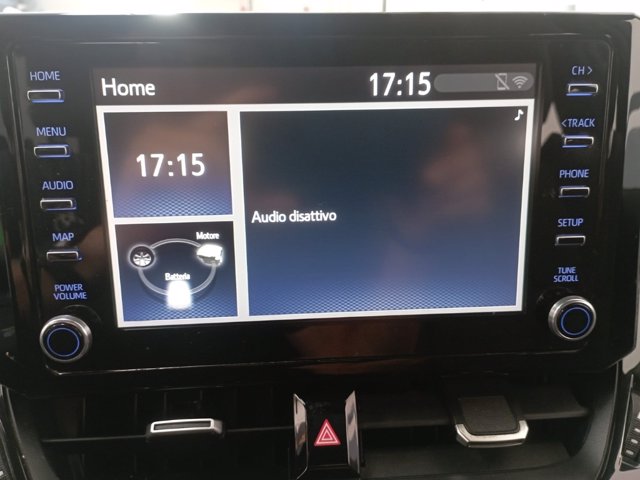 HOME
MENU
AUDIO
MAP
POWER
VOLUME
Home
17:15
17:15
Motore
Batteria
Audio disattivo
CH >
<TRACK
PHONE
SETUP
TUNE
SCROLL